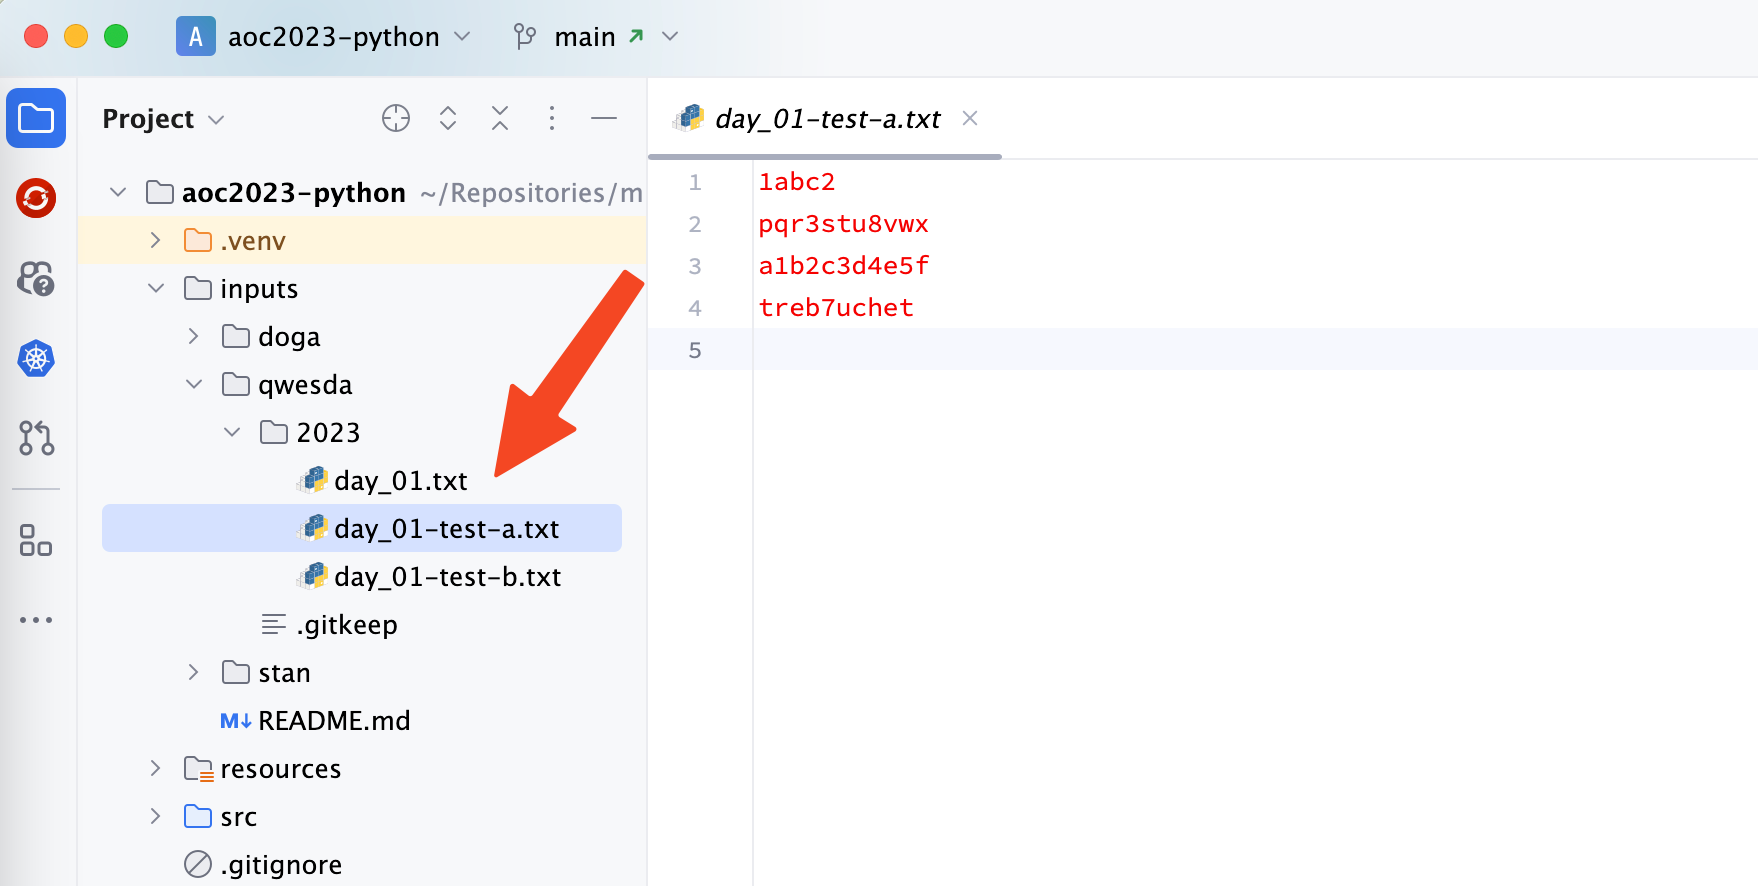 A aoc2023-python main
Project
aoc2023-python ~/Repositories/m
.venv
inputs
doga
qwesda
2023
day_01.txt
day_01-test-a.txt
day_01-test-b.txt
.gitkeep
stan
M↓ README.md
resources
src
.gitignore
day_01-test-a.txt
1 1abc2
2 pqr3stu8vwx
3 a1b2c3d4e5f
4 treb7uchet
5